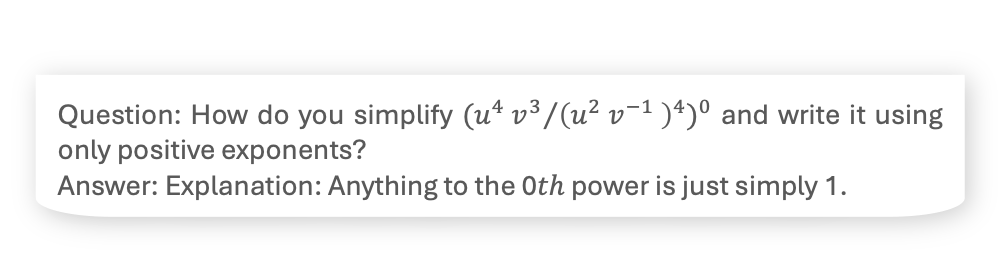 Question: How do you simplify (u⁴ v³/(u² v⁻¹ )⁴)⁰ and write it using
only positive exponents?
Answer: Explanation: Anything to the 0th power is just simply 1.